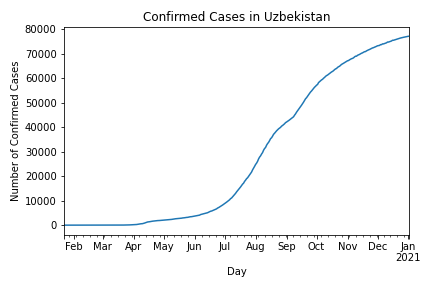 Confirmed Cases in Uzbekistan
80000
70000
60000
50000
40000
30000
20000
10000
0
Number of Confirmed Cases
Feb Mar Apr May Jun Jul Aug Sep Oct Nov Dec Jan
2021
Day